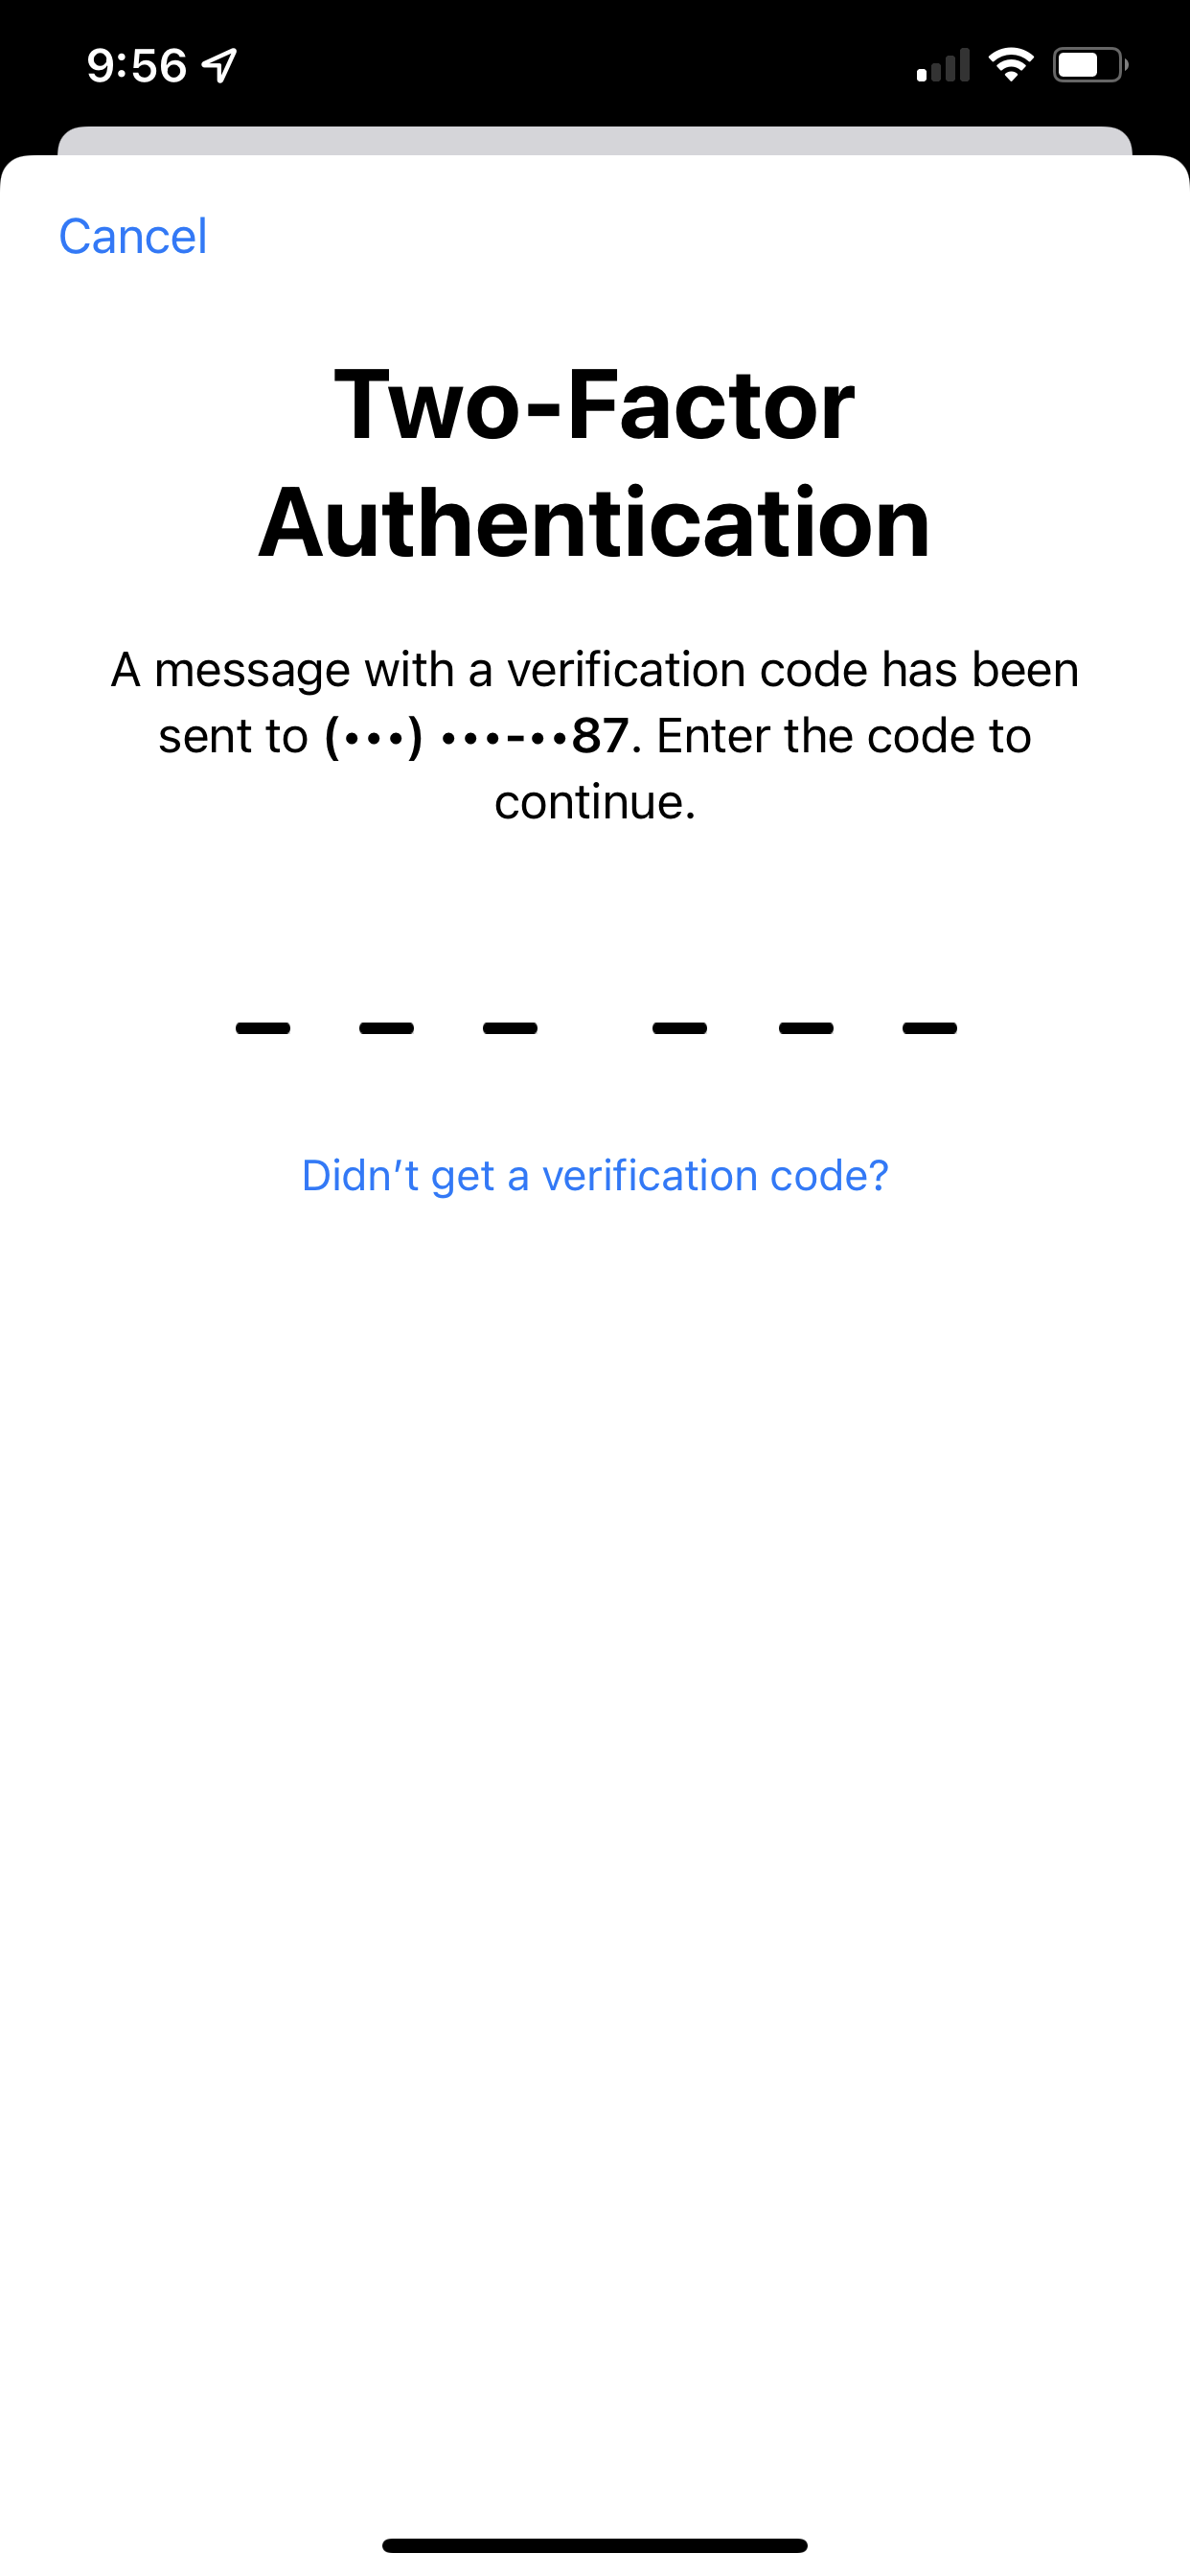 9:56
Cancel
Two-Factor
Authentication
A message with a verification code has been
sent to (•••) •••-••87. Enter the code to
continue.
Didn’t get a verification code?